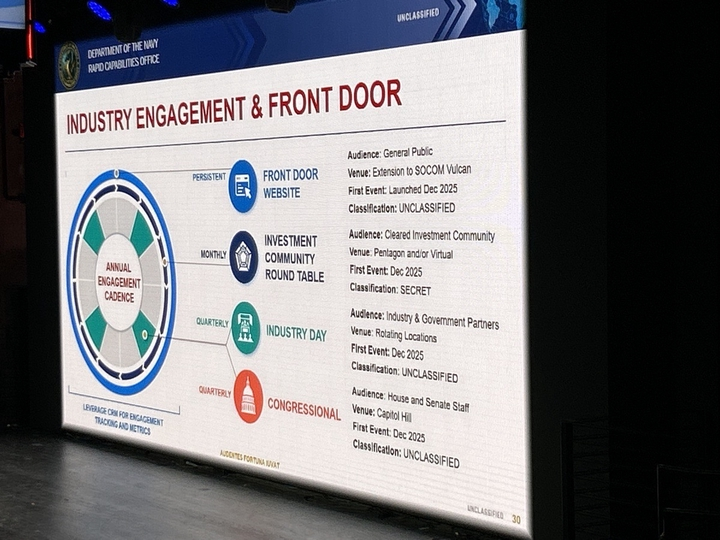 UNCLASSIFIED
DEPARTMENT OF THE NAVY
RAPID CAPABILITIES OFFICE
INDUSTRY ENGAGEMENT & FRONT DOOR
ANNUAL
ENGAGEMENT
CADENCE
LEVERAGE CRM FOR ENGAGEMENT
TRACKING AND METRICS
PERSISTENT
FRONT DOOR
WEBSITE
Audience: General Public
Venue: Extension to SOCOM Vulcan
First Event: Launched Dec 2025
Classification: UNCLASSIFIED
MONTHLY
INVESTMENT
COMMUNITY
ROUND TABLE
Audience: Cleared Investment Community
Venue: Pentagon and/or Virtual
First Event: Dec 2025
Classification: SECRET
QUARTERLY
INDUSTRY DAY
Audience: Industry & Government Partners
Venue: Rotating Locations
First Event: Dec 2025
Classification: UNCLASSIFIED
QUARTERLY
CONGRESSIONAL
Audience: House and Senate Staff
Venue: Capitol Hill
First Event: Dec 2025
Classification: UNCLASSIFIED
AUDENTES FORTUNA IUVAT
UNCLASSIFIED
30